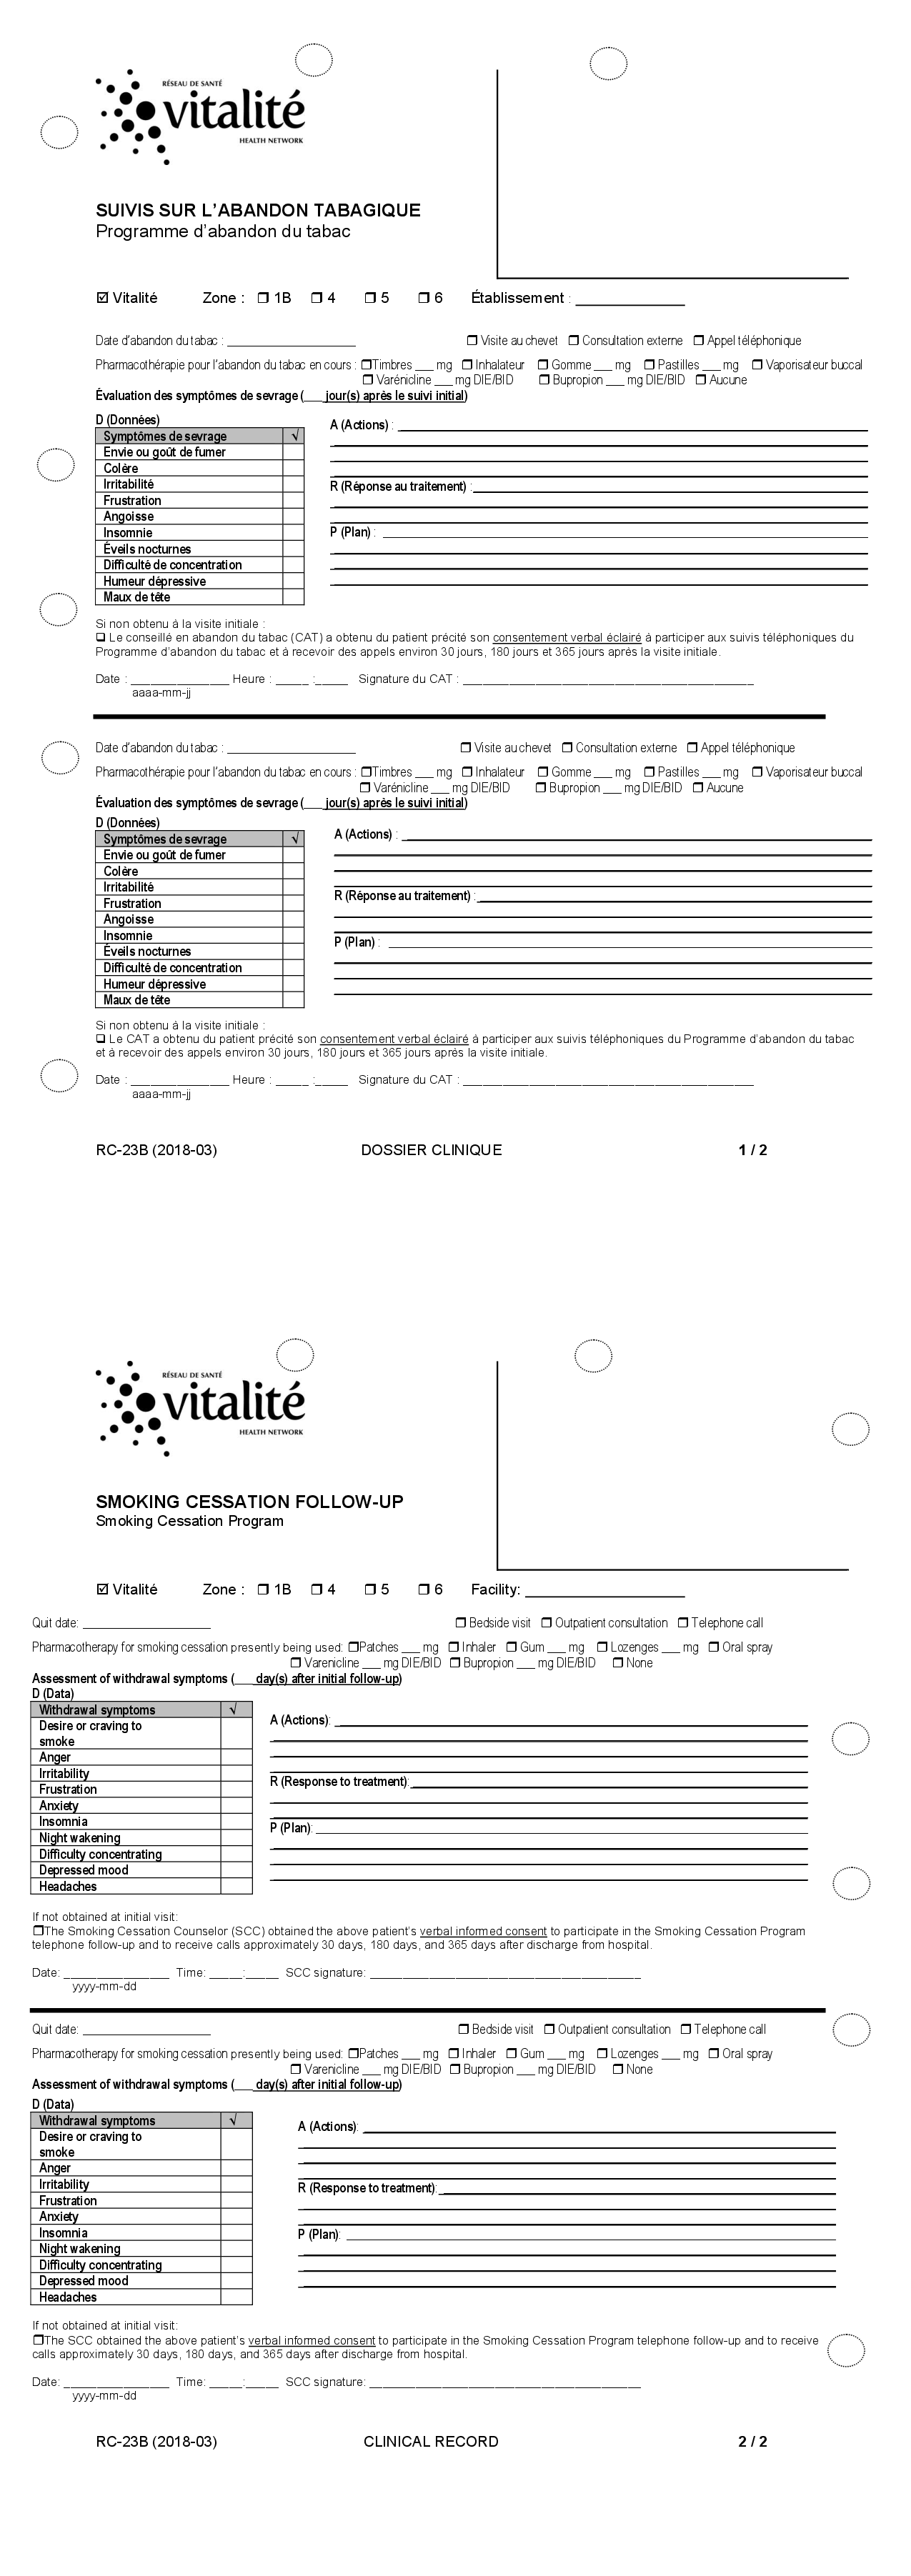 RÉSEAU DE SANTÉ
vitalité
HEALTH NETWORK
SUIVIS SUR L’ABANDON TABAGIQUE
Programme d’abandon du tabac
☑ Vitalité Zone : ❒ 1B ❒ 4 ❒ 5 ❒ 6 Établissement : _______________
Date d’abandon du tabac : ____________________ ❒ Visite au chevet ❒ Consultation externe ❒ Appel téléphonique
Pharmacothérapie pour l’abandon du tabac en cours : ❒Timbres ___ mg ❒ Inhalateur ❒ Gomme ___ mg ❒ Pastilles ___ mg ❒ Vaporisateur buccal
❒ Varénicline ___ mg DIE/BID ❒ Bupropion ___ mg DIE/BID ❒ Aucune
Évaluation des symptômes de sevrage (___ jour(s) après le suivi initial)
D (Données)
Symptômes de sevrage √
Envie ou goût de fumer
Colère
Irritabilité
Frustration
Angoisse
Insomnie
Éveils nocturnes
Difficulté de concentration
Humeur dépressive
Maux de tête
A (Actions) :
R (Réponse au traitement) :
P (Plan) :
Si non obtenu à la visite initiale :
❑ Le conseillé en abandon du tabac (CAT) a obtenu du patient précité son consentement verbal éclairé à participer aux suivis téléphoniques du
Programme d’abandon du tabac et à recevoir des appels environ 30 jours, 180 jours et 365 jours après la visite initiale.
Date : _______________ Heure : _____ :_____ Signature du CAT : ____________________________________________
aaaa-mm-jj
Date d’abandon du tabac : ____________________ ❒ Visite au chevet ❒ Consultation externe ❒ Appel téléphonique
Pharmacothérapie pour l’abandon du tabac en cours : ❒Timbres ___ mg ❒ Inhalateur ❒ Gomme ___ mg ❒ Pastilles ___ mg ❒ Vaporisateur buccal
❒ Varénicline ___ mg DIE/BID ❒ Bupropion ___ mg DIE/BID ❒ Aucune
Évaluation des symptômes de sevrage (___ jour(s) après le suivi initial)
D (Données)
Symptômes de sevrage √
Envie ou goût de fumer
Colère
Irritabilité
Frustration
Angoisse
Insomnie
Éveils nocturnes
Difficulté de concentration
Humeur dépressive
Maux de tête
A (Actions) :
R (Réponse au traitement) :
P (Plan) :
Si non obtenu à la visite initiale :
❑ Le CAT a obtenu du patient précité son consentement verbal éclairé à participer aux suivis téléphoniques du Programme d’abandon du tabac
et à recevoir des appels environ 30 jours, 180 jours et 365 jours après la visite initiale.
Date : _______________ Heure : _____ :_____ Signature du CAT : ____________________________________________
aaaa-mm-jj
RC-23B (2018-03) DOSSIER CLINIQUE 1 / 2
RÉSEAU DE SANTÉ
vitalité
HEALTH NETWORK
SMOKING CESSATION FOLLOW-UP
Smoking Cessation Program
☑ Vitalité Zone : ❒ 1B ❒ 4 ❒ 5 ❒ 6 Facility: ____________________
Quit date: ____________________ ❒ Bedside visit ❒ Outpatient consultation ❒ Telephone call
Pharmacotherapy for smoking cessation presently being used: ❒Patches ___ mg ❒ Inhaler ❒ Gum ___ mg ❒ Lozenges ___ mg ❒ Oral spray
❒ Varenicline ___ mg DIE/BID ❒ Bupropion ___ mg DIE/BID ❒ None
Assessment of withdrawal symptoms (___ day(s) after initial follow-up)
D (Data)
Withdrawal symptoms √
Desire or craving to
smoke
Anger
Irritability
Frustration
Anxiety
Insomnia
Night wakening
Difficulty concentrating
Depressed mood
Headaches
A (Actions):
R (Response to treatment):
P (Plan):
If not obtained at initial visit:
❒The Smoking Cessation Counselor (SCC) obtained the above patient’s verbal informed consent to participate in the Smoking Cessation Program
telephone follow-up and to receive calls approximately 30 days, 180 days, and 365 days after discharge from hospital.
Date: ________________ Time: _____:_____ SCC signature: _________________________________________
yyyy-mm-dd
Quit date: ____________________ ❒ Bedside visit ❒ Outpatient consultation ❒ Telephone call
Pharmacotherapy for smoking cessation presently being used: ❒Patches ___ mg ❒ Inhaler ❒ Gum ___ mg ❒ Lozenges ___ mg ❒ Oral spray
❒ Varenicline ___ mg DIE/BID ❒ Bupropion ___ mg DIE/BID ❒ None
Assessment of withdrawal symptoms (___ day(s) after initial follow-up)
D (Data)
Withdrawal symptoms √
Desire or craving to
smoke
Anger
Irritability
Frustration
Anxiety
Insomnia
Night wakening
Difficulty concentrating
Depressed mood
Headaches
A (Actions):
R (Response to treatment):
P (Plan):
If not obtained at initial visit:
❒The SCC obtained the above patient’s verbal informed consent to participate in the Smoking Cessation Program telephone follow-up and to receive
calls approximately 30 days, 180 days, and 365 days after discharge from hospital.
Date: ________________ Time: _____:_____ SCC signature: _________________________________________
yyyy-mm-dd
RC-23B (2018-03) CLINICAL RECORD 2 / 2